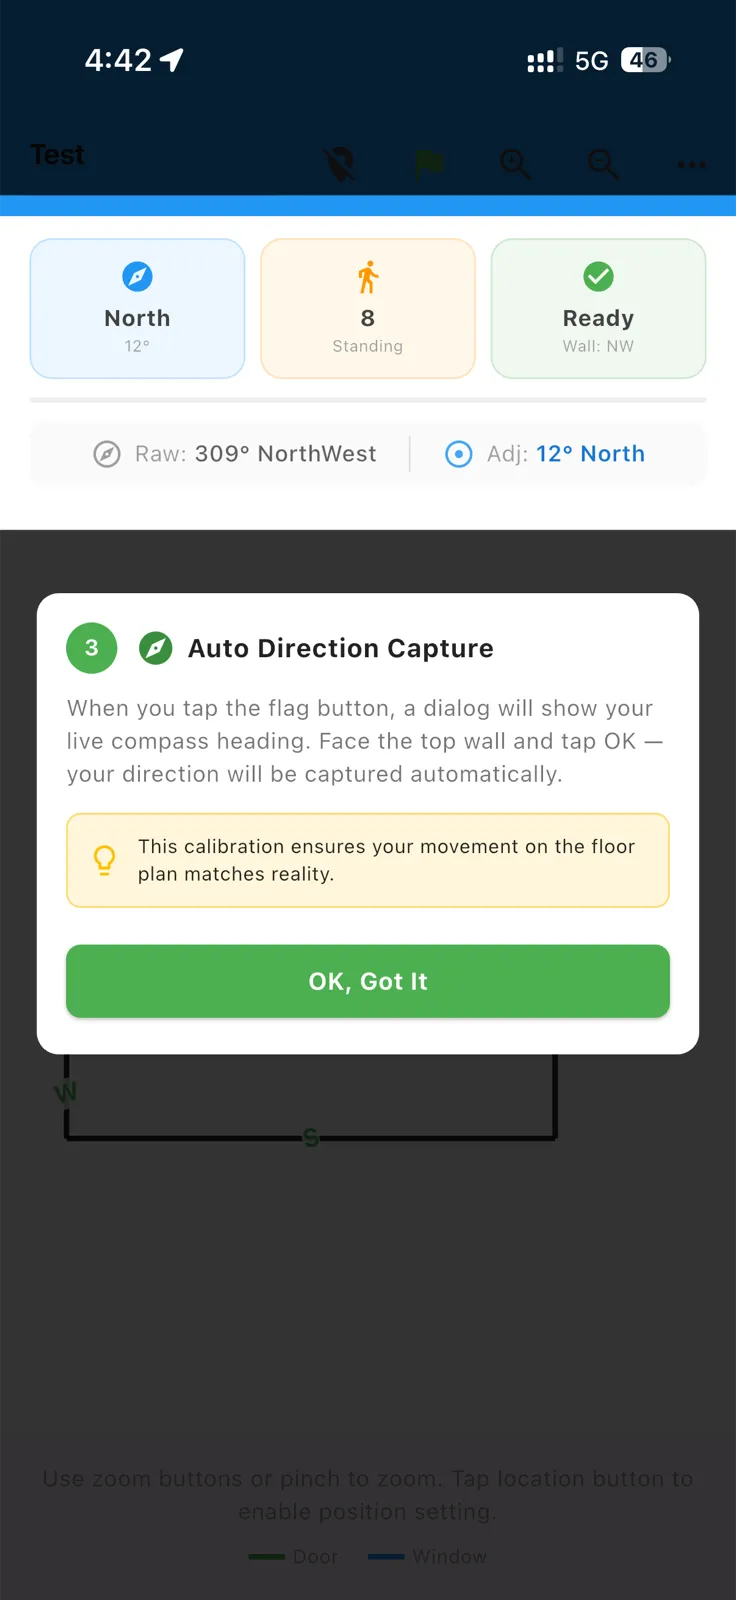 4:42
5G
46
Test
North
12°
8
Standing
Ready
Wall: NW
Raw: 309° NorthWest
Adj: 12° North
3
Auto Direction Capture
When you tap the flag button, a dialog will show your
live compass heading. Face the top wall and tap OK —
your direction will be captured automatically.
This calibration ensures your movement on the floor
plan matches reality.
OK, Got It
W
S
Use zoom buttons or pinch to zoom. Tap location button to
enable position setting.
Door
Window